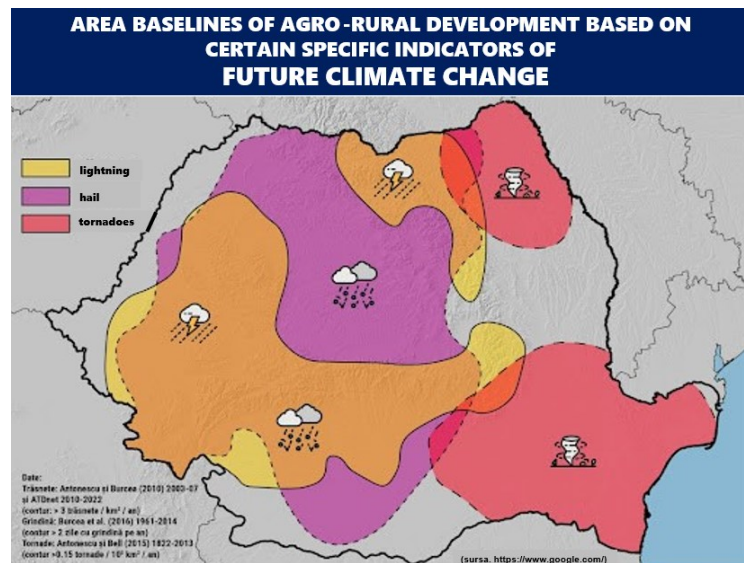 AREA BASELINES OF AGRO-RURAL DEVELOPMENT BASED ON
CERTAIN SPECIFIC INDICATORS OF
FUTURE CLIMATE CHANGE
lightning
hail
tornadoes
Date:
Trăsnete: Antonescu și Burcea (2010) 2003-07
și ATDnet 2010-2022
(contur: > 3 trăsnete / km² / an)
Grindină: Burcea et al. (2016) 1961-2014
(contur > 2 zile cu grindină pe an)
Tornade: Antonescu și Bell (2015) 1822-2013
(contur >0.15 tornade / 10⁵ km² / an)
(sursa. https://www.google.com/)